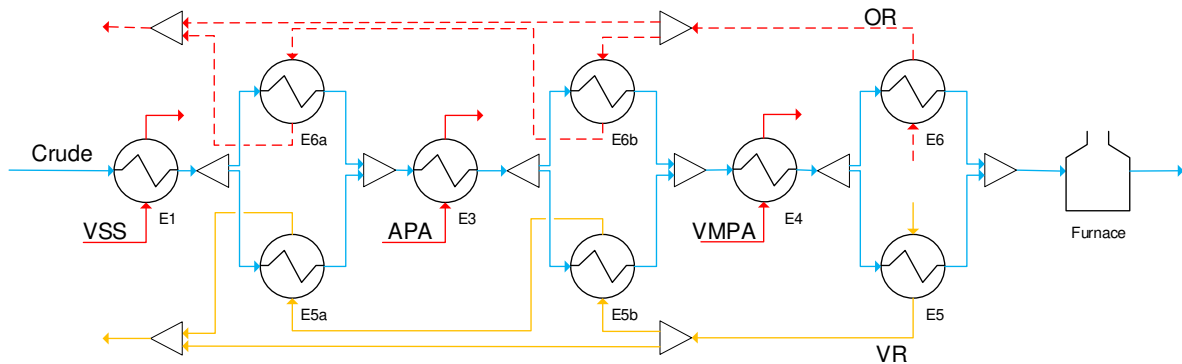 OR
E6a
E6b
E6
Crude
E1
E3
E4
VSS
APA
VMPA
Furnace
E5a
E5b
E5
VR